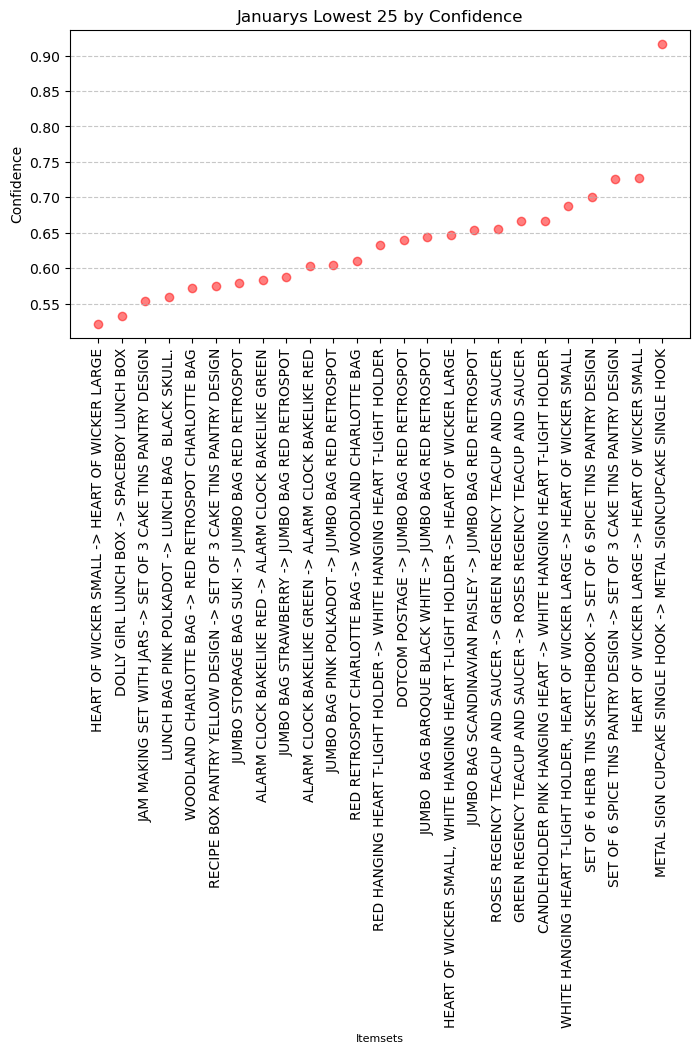 Januarys Lowest 25 by Confidence
Confidence
0.90
0.85
0.80
0.75
0.70
0.65
0.60
0.55
HEART OF WICKER SMALL -> HEART OF WICKER LARGE
DOLLY GIRL LUNCH BOX -> SPACEBOY LUNCH BOX
JAM MAKING SET WITH JARS -> SET OF 3 CAKE TINS PANTRY DESIGN
LUNCH BAG PINK POLKADOT -> LUNCH BAG  BLACK SKULL.
WOODLAND CHARLOTTE BAG -> RED RETROSPOT CHARLOTTE BAG
RECIPE BOX PANTRY YELLOW DESIGN -> SET OF 3 CAKE TINS PANTRY DESIGN
JUMBO STORAGE BAG SUKI -> JUMBO BAG RED RETROSPOT
ALARM CLOCK BAKELIKE RED -> ALARM CLOCK BAKELIKE GREEN
JUMBO BAG STRAWBERRY -> JUMBO BAG RED RETROSPOT
ALARM CLOCK BAKELIKE GREEN -> ALARM CLOCK BAKELIKE RED
JUMBO BAG PINK POLKADOT -> JUMBO BAG RED RETROSPOT
RED RETROSPOT CHARLOTTE BAG -> WOODLAND CHARLOTTE BAG
RED HANGING HEART T-LIGHT HOLDER -> WHITE HANGING HEART T-LIGHT HOLDER
DOTCOM POSTAGE -> JUMBO BAG RED RETROSPOT
JUMBO  BAG BAROQUE BLACK WHITE -> JUMBO BAG RED RETROSPOT
HEART OF WICKER SMALL, WHITE HANGING HEART T-LIGHT HOLDER -> HEART OF WICKER LARGE
JUMBO BAG SCANDINAVIAN PAISLEY -> JUMBO BAG RED RETROSPOT
ROSES REGENCY TEACUP AND SAUCER -> GREEN REGENCY TEACUP AND SAUCER
GREEN REGENCY TEACUP AND SAUCER -> ROSES REGENCY TEACUP AND SAUCER
CANDLEHOLDER PINK HANGING HEART -> WHITE HANGING HEART T-LIGHT HOLDER
WHITE HANGING HEART T-LIGHT HOLDER, HEART OF WICKER LARGE -> HEART OF WICKER SMALL
SET OF 6 HERB TINS SKETCHBOOK -> SET OF 6 SPICE TINS PANTRY DESIGN
SET OF 6 SPICE TINS PANTRY DESIGN -> SET OF 3 CAKE TINS PANTRY DESIGN
HEART OF WICKER LARGE -> HEART OF WICKER SMALL
METAL SIGN CUPCAKE SINGLE HOOK -> METAL SIGNCUPCAKE SINGLE HOOK
Itemsets